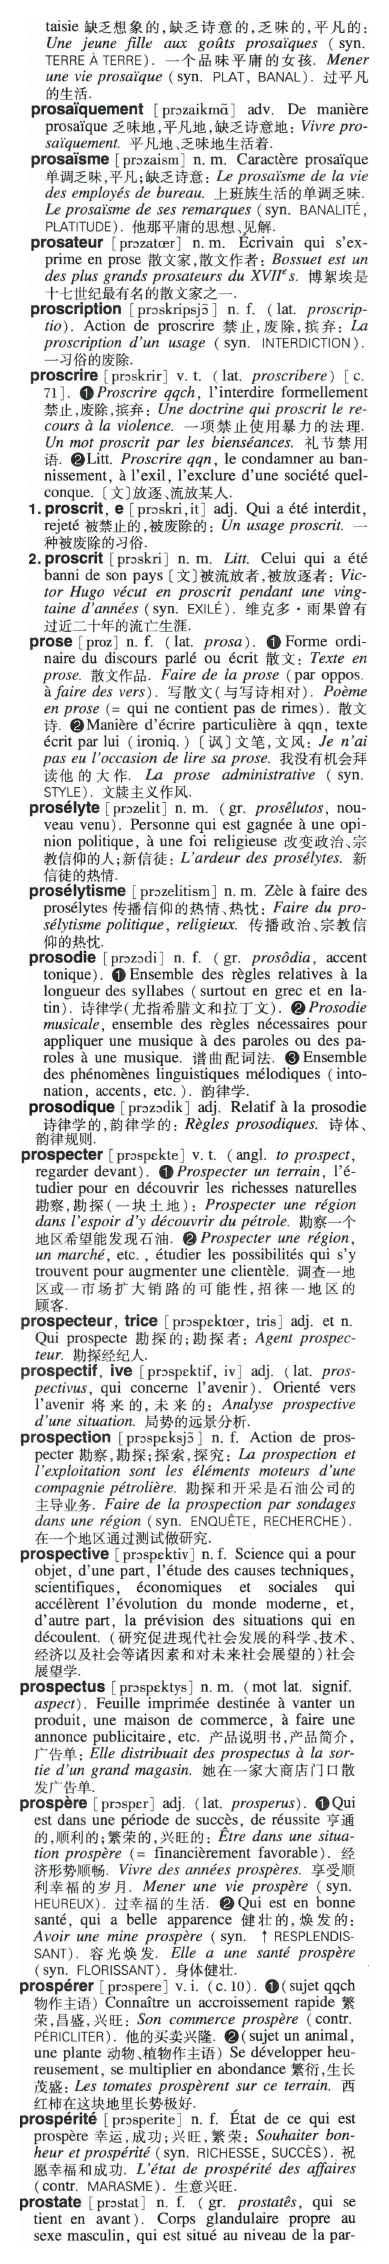 taisie 缺乏想象的,缺乏诗意的,乏味的,平凡的:
Une jeune fille aux goûts prosaïques (syn.
TERRE À TERRE). 一个品味平庸的女孩. Mener
une vie prosaïque (syn. PLAT, BANAL). 过平凡
的生活.
prosaïquement [prɔzaikmɑ̃] adv. De manière
prosaïque 乏味地,平凡地,缺乏诗意地: Vivre pro-
saïquement. 平凡地、乏味地生活着.
prosaïsme [prɔzaism] n. m. Caractère prosaïque
单调乏味,平凡;缺乏诗意: Le prosaïsme de la vie
des employés de bureau. 上班族生活的单调乏味.
Le prosaïsme de ses remarques (syn. BANALITÉ,
PLATITUDE). 他那平庸的思想、见解.
prosateur [prɔzatœr] n. m. Écrivain qui s'ex-
prime en prose 散文家,散文作者: Bossuet est un
des plus grands prosateurs du XVIIᵉ s. 博絮埃是
十七世纪最有名的散文家之一.
proscription [prɔskripsjɔ̃] n. f. (lat. proscrip-
tio). Action de proscrire 禁止,废除,摈弃: La
proscription d'un usage (syn. INTERDICTION).
一习俗的废除.
proscrire [prɔskrir] v. t. (lat. proscribere) [c.
71]. ❶ Proscrire qqch, l'interdire formellement
禁止,废除,摈弃: Une doctrine qui proscrit le re-
cours à la violence. 一项禁止使用暴力的法理.
Un mot proscrit par les bienséances. 礼节禁用
语. ❷ Litt. Proscrire qqn, le condamner au ban-
nissement, à l'exil, l'exclure d'une société quel-
conque. 〔文〕放逐、流放某人.
1. proscrit, e [prɔskri, it] adj. Qui a été interdit,
rejeté 被禁止的,被废除的: Un usage proscrit. 一
种被废除的习俗.
2. proscrit [prɔskri] n. m. Litt. Celui qui a été
banni de son pays 〔文〕被流放者,被放逐者: Vic-
tor Hugo vécut en proscrit pendant une ving-
taine d'années (syn. EXILÉ). 维克多·雨果曾有
过近二十年的流亡生涯.
prose [proz] n. f. (lat. prosa). ❶ Forme ordi-
naire du discours parlé ou écrit 散文: Texte en
prose. 散文作品. Faire de la prose (par oppos.
à faire des vers). 写散文(与写诗相对). Poème
en prose (= qui ne contient pas de rimes). 散文
诗. ❷ Manière d'écrire particulière à qqn, texte
écrit par lui (ironiq.) 〔讽〕文笔,文风: Je n'ai
pas eu l'occasion de lire sa prose. 我没有机会拜
读他的大作. La prose administrative (syn.
STYLE). 文牍主义作风.
prosélyte [prɔzelit] n. m. (gr. prosêlutos, nou-
veau venu). Personne qui est gagnée à une opi-
nion politique, à une foi religieuse 改变政治、宗
教信仰的人;新信徒: L'ardeur des prosélytes. 新
信徒的热情.
prosélytisme [prɔzelitism] n. m. Zèle à faire des
prosélytes 传播信仰的热情、热忱: Faire du pro-
sélytisme politique, religieux. 传播政治、宗教信
仰的热忱.
prosodie [prɔzɔdi] n. f. (gr. prosôdia, accent
tonique). ❶ Ensemble des règles relatives à la
longueur des syllabes (surtout en grec et en la-
tin). 诗律学(尤指希腊文和拉丁文). ❷ Prosodie
musicale, ensemble des règles nécessaires pour
appliquer une musique à des paroles ou des pa-
roles à une musique. 谱曲配词法. ❸ Ensemble
des phénomènes linguistiques mélodiques (into-
nation, accents, etc.). 韵律学.
prosodique [prɔzɔdik] adj. Relatif à la prosodie
诗律学的,韵律学的: Règles prosodiques. 诗体、
韵律规则.
prospecter [prɔspɛkte] v. t. (angl. to prospect,
regarder devant). ❶ Prospecter un terrain, l'é-
tudier pour en découvrir les richesses naturelles
勘察,勘探(一块土地): Prospecter une région
dans l'espoir d'y découvrir du pétrole. 勘察一个
地区希望能发现石油. ❷ Prospecter une région,
un marché, etc., étudier les possibilités qui s'y
trouvent pour augmenter une clientèle. 调查一地
区或一市场扩大销路的可能性,招徕一地区的
顾客.
prospecteur, trice [prɔspɛktœr, tris] adj. et n.
Qui prospecte 勘探的;勘探者: Agent prospec-
teur. 勘探经纪人.
prospectif, ive [prɔspɛktif, iv] adj. (lat. pros-
pectivus, qui concerne l'avenir). Orienté vers
l'avenir 将来的,未来的: Analyse prospective
d'une situation. 局势的远景分析.
prospection [prɔspɛksjɔ̃] n. f. Action de pros-
pecter 勘察,勘探;探索,探究: La prospection et
l'exploitation sont les éléments moteurs d'une
compagnie pétrolière. 勘探和开采是石油公司的
主导业务. Faire de la prospection par sondages
dans une région (syn. ENQUÊTE, RECHERCHE).
在一个地区通过测试做研究.
prospective [prɔspɛktiv] n. f. Science qui a pour
objet, d'une part, l'étude des causes techniques,
scientifiques, économiques et sociales qui
accélèrent l'évolution du monde moderne, et,
d'autre part, la prévision des situations qui en
découlent. (研究促进现代社会发展的科学、技术、
经济以及社会等诸因素和对未来社会展望的)社会
展望学.
prospectus [prɔspɛktys] n. m. (mot lat. signif.
aspect). Feuille imprimée destinée à vanter un
produit, une maison de commerce, à faire une
annonce publicitaire, etc. 产品说明书,产品简介,
广告单: Elle distribuait des prospectus à la sor-
tie d'un grand magasin. 她在一家大商店门口散
发广告单.
prospère [prɔspɛr] adj. (lat. prosperus). ❶ Qui
est dans une période de succès, de réussite 亨通
的,顺利的;繁荣的,兴旺的: Être dans une situa-
tion prospère (= financièrement favorable). 经
济形势顺畅. Vivre des années prospères. 享受顺
利幸福的岁月. Mener une vie prospère (syn.
HEUREUX). 过幸福的生活. ❷ Qui est en bonne
santé, qui a belle apparence 健壮的,焕发的:
Avoir une mine prospère (syn. ↑ RESPLENDIS-
SANT). 容光焕发. Elle a une santé prospère
(syn. FLORISSANT). 身体健壮.
prospérer [prɔspere] v. i. (c. 10). ❶ (sujet qqch
物作主语) Connaître un accroissement rapide 繁
荣,昌盛,兴旺: Son commerce prospère (contr.
PÉRICLITER). 他的买卖兴隆. ❷ (sujet un animal,
une plante 动物、植物作主语) Se développer heu-
reusement, se multiplier en abondance 繁衍,生长
茂盛: Les tomates prospèrent sur ce terrain. 西
红柿在这块地里长势极好.
prospérité [prɔsperite] n. f. État de ce qui est
prospère 幸运,成功;兴旺,繁荣: Souhaiter bon-
heur et prospérité (syn. RICHESSE, SUCCÈS). 祝
愿幸福和成功. L'état de prospérité des affaires
(contr. MARASME). 生意兴旺.
prostate [prɔstat] n. f. (gr. prostatês, qui se
tient en avant). Corps glandulaire propre au
sexe masculin, qui est situé au niveau de la par-